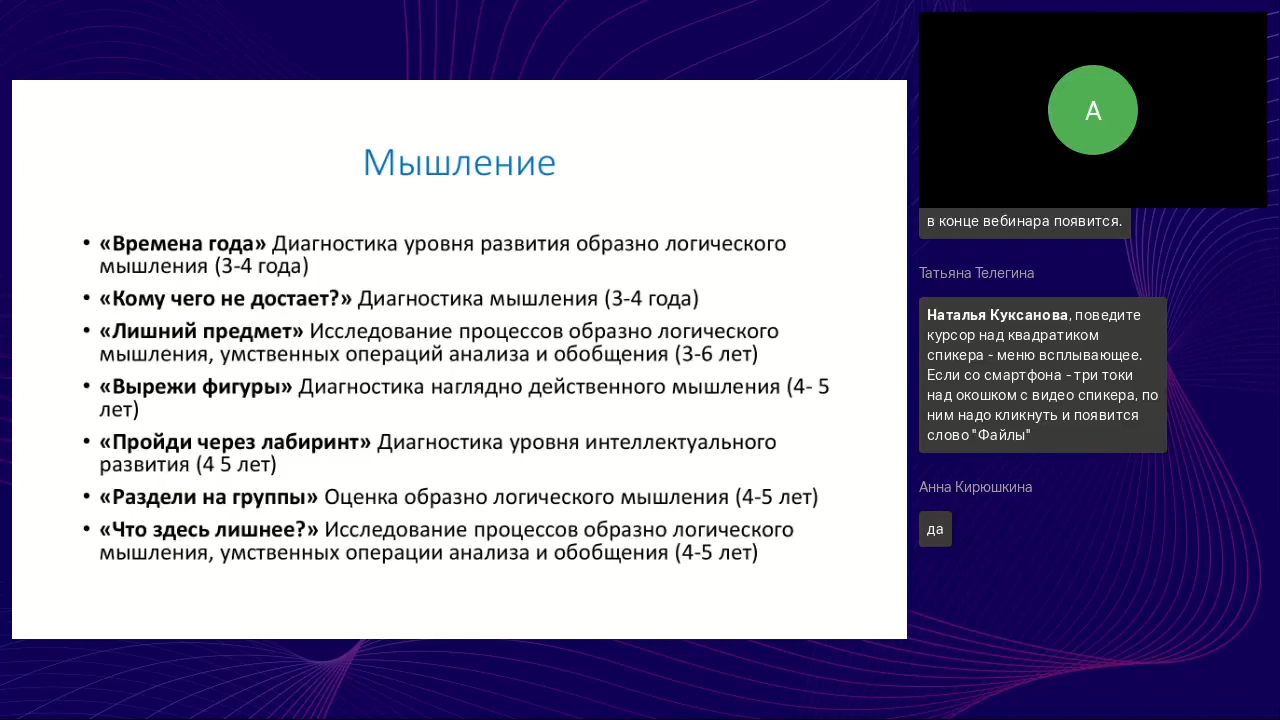 Мышление
• «Времена года» Диагностика уровня развития образно логического
мышления (3-4 года)
• «Кому чего не достает?» Диагностика мышления (3-4 года)
• «Лишний предмет» Исследование процессов образно логического
мышления, умственных операций анализа и обобщения (3-6 лет)
• «Вырежи фигуры» Диагностика наглядно действенного мышления (4- 5
лет)
• «Пройди через лабиринт» Диагностика уровня интеллектуального
развития (4 5 лет)
• «Раздели на группы» Оценка образно логического мышления (4-5 лет)
• «Что здесь лишнее?» Исследование процессов образно логического
мышления, умственных операции анализа и обобщения (4-5 лет)
А
в конце вебинара появится.
Татьяна Телегина
Наталья Куксанова, поведите
курсор над квадратиком
спикера - меню всплывающее.
Если со смартфона - три токи
над окошком с видео спикера, по
ним надо кликнуть и появится
слово "Файлы"
Анна Кирюшкина
да